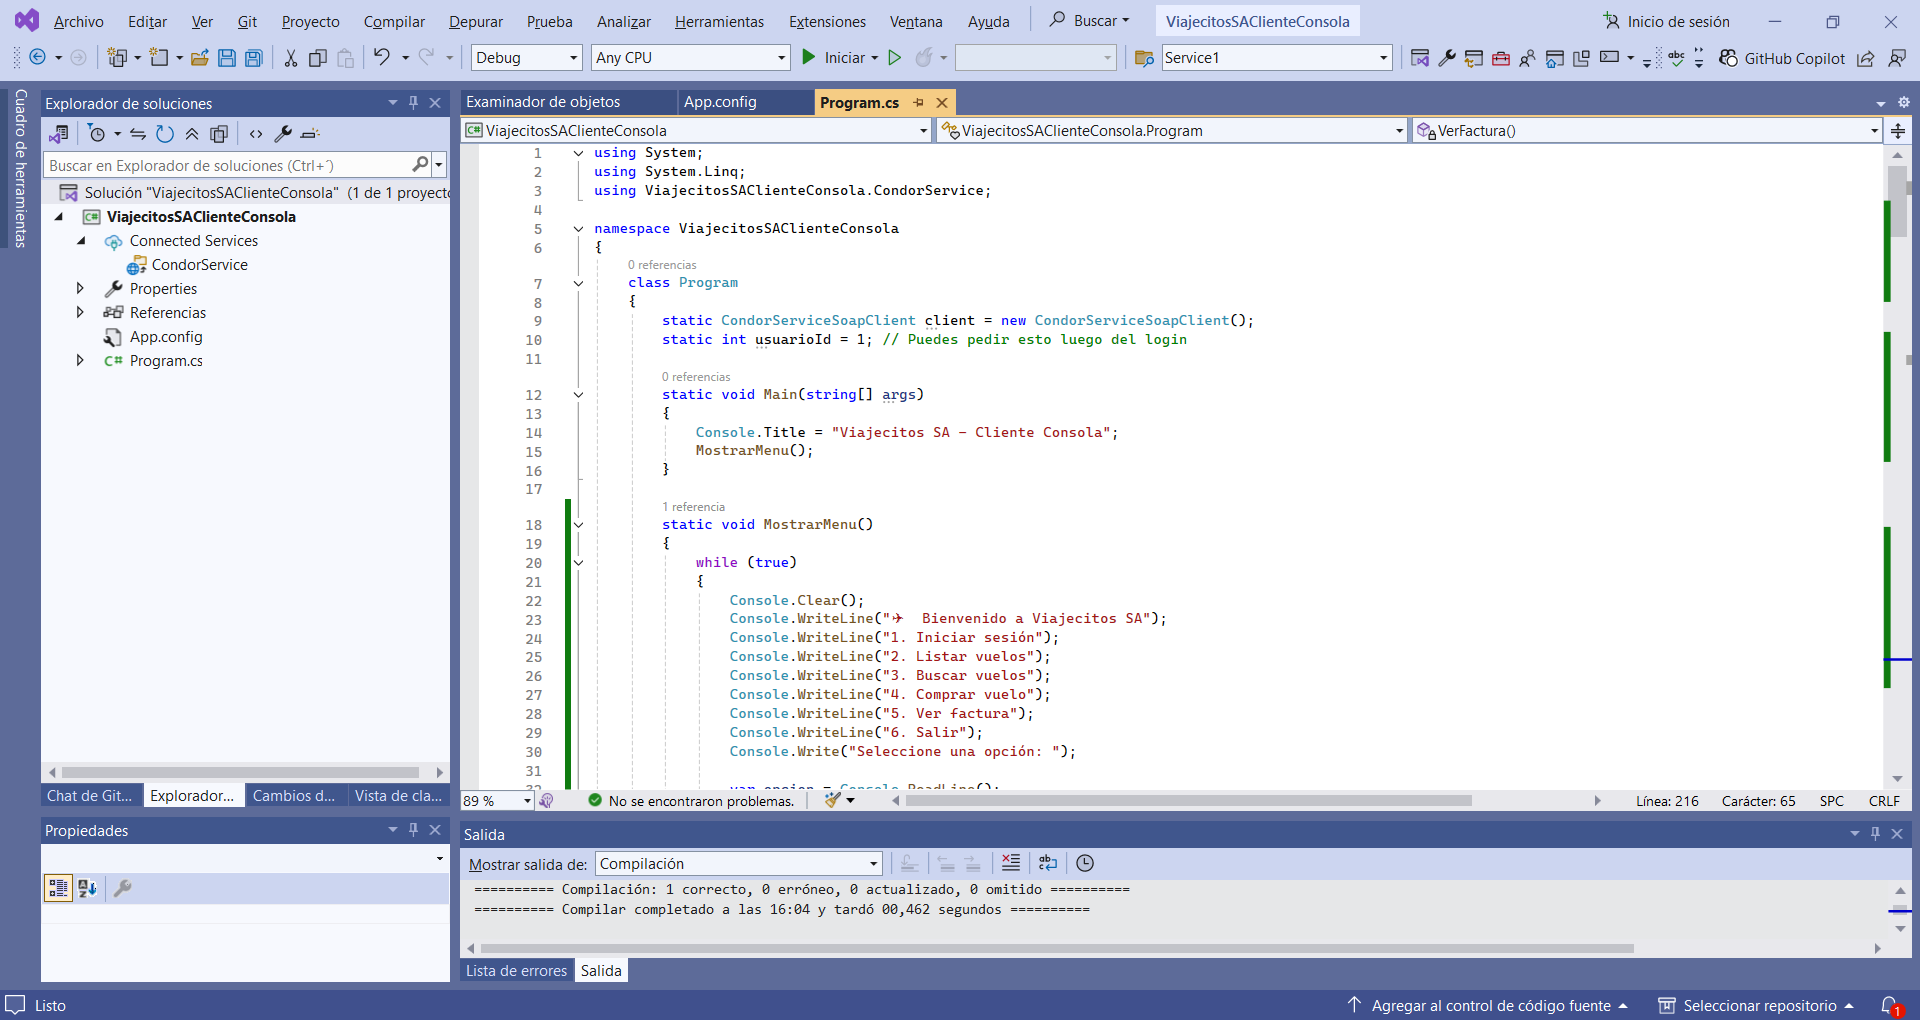 Archivo Editar Ver Git Proyecto Compilar Depurar Prueba Analizar Herramientas Extensiones Ventana Ayuda Buscar ViajecitosSAClienteConsola Inicio de sesión
Debug Any CPU Iniciar Service1 abc GitHub Copilot
Cuadro de herramientas
Explorador de soluciones
Buscar en Explorador de soluciones (Ctrl+´)
Solución "ViajecitosSAClienteConsola" (1 de 1 proyecto
C# ViajecitosSAClienteConsola
Connected Services
CondorService
Properties
Referencias
App.config
C# Program.cs
Chat de Git... Explorador... Cambios d... Vista de cla...
Propiedades
Examinador de objetos App.config Program.cs
C# ViajecitosSAClienteConsola ViajecitosSAClienteConsola.Program VerFactura()
1 using System;
2 using System.Linq;
3 using ViajecitosSAClienteConsola.CondorService;
4
5 namespace ViajecitosSAClienteConsola
6 {
0 referencias
7 class Program
8 {
9 static CondorServiceSoapClient client = new CondorServiceSoapClient();
10 static int usuarioId = 1; // Puedes pedir esto luego del login
11
0 referencias
12 static void Main(string[] args)
13 {
14 Console.Title = "Viajecitos SA - Cliente Consola";
15 MostrarMenu();
16 }
17
1 referencia
18 static void MostrarMenu()
19 {
20 while (true)
21 {
22 Console.Clear();
23 Console.WriteLine("✈ Bienvenido a Viajecitos SA");
24 Console.WriteLine("1. Iniciar sesión");
25 Console.WriteLine("2. Listar vuelos");
26 Console.WriteLine("3. Buscar vuelos");
27 Console.WriteLine("4. Comprar vuelo");
28 Console.WriteLine("5. Ver factura");
29 Console.WriteLine("6. Salir");
30 Console.Write("Seleccione una opción: ");
31
32 var opcion = Console.ReadLine();
89 % No se encontraron problemas. Línea: 216 Carácter: 65 SPC CRLF
Salida
Mostrar salida de: Compilación
========== Compilación: 1 correcto, 0 erróneo, 0 actualizado, 0 omitido ==========
========== Compilar completado a las 16:04 y tardó 00,462 segundos ==========
Lista de errores Salida
Listo Agregar al control de código fuente Seleccionar repositorio 1